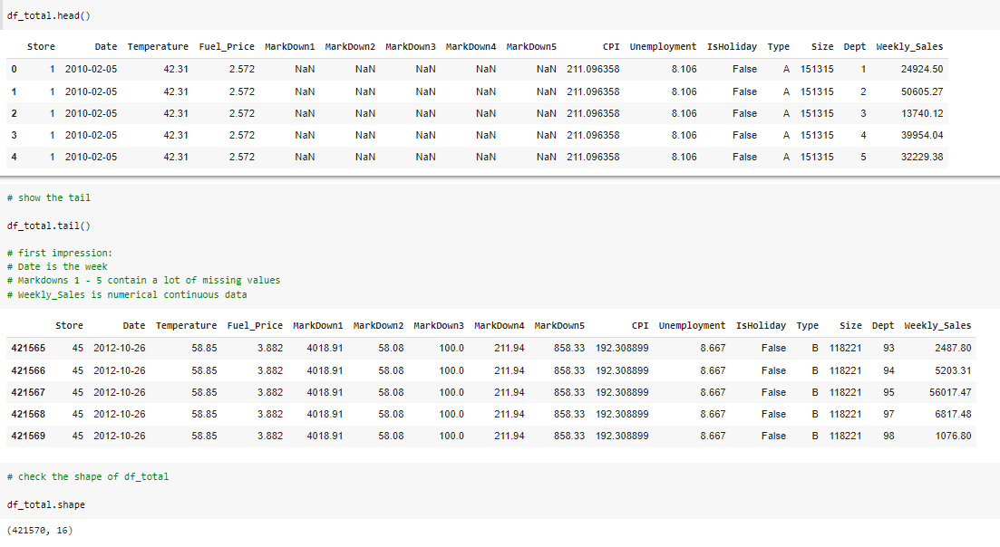 df_total.head()
Store Date Temperature Fuel_Price MarkDown1 MarkDown2 MarkDown3 MarkDown4 MarkDown5 CPI Unemployment IsHoliday Type Size Dept Weekly_Sales
0 1 2010-02-05 42.31 2.572 NaN NaN NaN NaN NaN 211.096358 8.106 False A 151315 1 24924.50
1 1 2010-02-05 42.31 2.572 NaN NaN NaN NaN NaN 211.096358 8.106 False A 151315 2 50605.27
2 1 2010-02-05 42.31 2.572 NaN NaN NaN NaN NaN 211.096358 8.106 False A 151315 3 13740.12
3 1 2010-02-05 42.31 2.572 NaN NaN NaN NaN NaN 211.096358 8.106 False A 151315 4 39954.04
4 1 2010-02-05 42.31 2.572 NaN NaN NaN NaN NaN 211.096358 8.106 False A 151315 5 32229.38
# show the tail
df_total.tail()
# first impression:
# Date is the week
# Markdowns 1 - 5 contain a lot of missing values
# Weekly_Sales is numerical continuous data
Store Date Temperature Fuel_Price MarkDown1 MarkDown2 MarkDown3 MarkDown4 MarkDown5 CPI Unemployment IsHoliday Type Size Dept Weekly_Sales
421565 45 2012-10-26 58.85 3.882 4018.91 58.08 100.0 211.94 858.33 192.308899 8.667 False B 118221 93 2487.80
421566 45 2012-10-26 58.85 3.882 4018.91 58.08 100.0 211.94 858.33 192.308899 8.667 False B 118221 94 5203.31
421567 45 2012-10-26 58.85 3.882 4018.91 58.08 100.0 211.94 858.33 192.308899 8.667 False B 118221 95 56017.47
421568 45 2012-10-26 58.85 3.882 4018.91 58.08 100.0 211.94 858.33 192.308899 8.667 False B 118221 97 6817.48
421569 45 2012-10-26 58.85 3.882 4018.91 58.08 100.0 211.94 858.33 192.308899 8.667 False B 118221 98 1076.80
# check the shape of df_total
df_total.shape
(421570, 16)